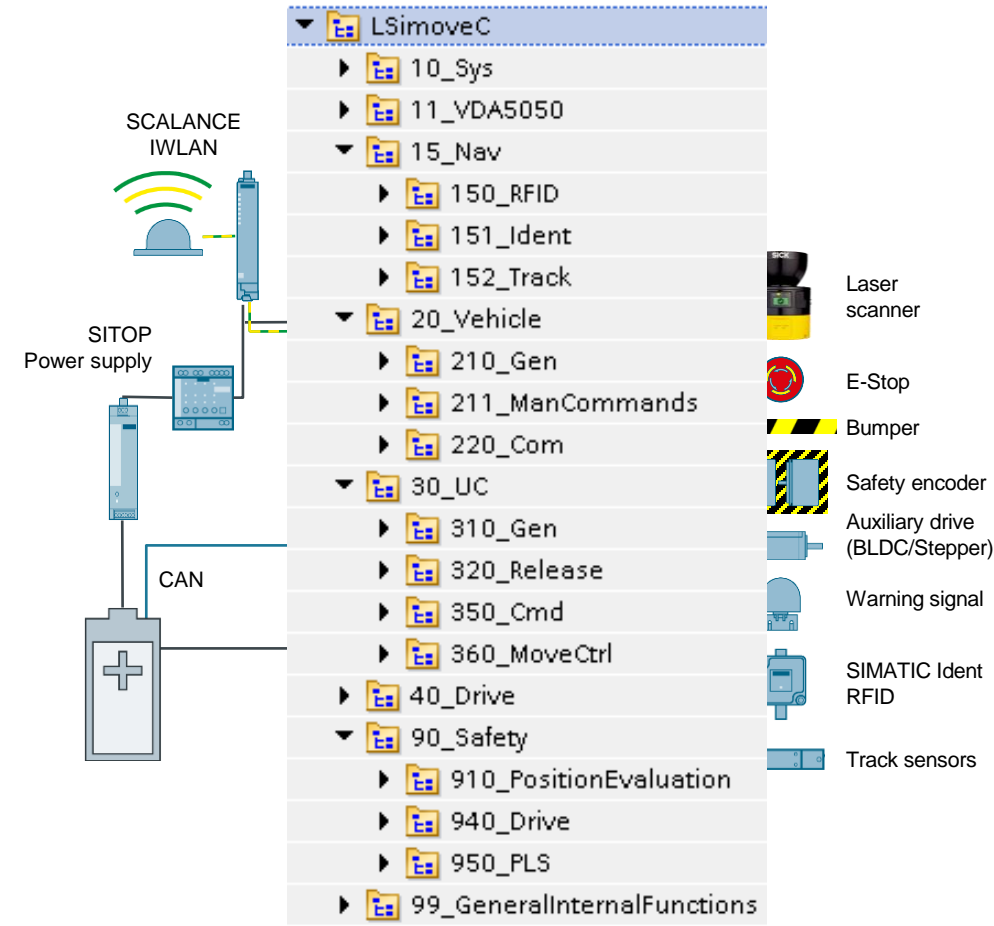 LSimoveC
10_Sys
11_VDA5050
15_Nav
150_RFID
151_Ident
152_Track
20_Vehicle
210_Gen
211_ManCommands
220_Com
30_UC
310_Gen
320_Release
350_Cmd
360_MoveCtrl
40_Drive
90_Safety
910_PositionEvaluation
940_Drive
950_PLS
99_GeneralInternalFunctions
SCALANCE
IWLAN
SITOP
Power supply
CAN
SICK
Laser
scanner
E-Stop
Bumper
Safety encoder
Auxiliary drive
(BLDC/Stepper)
Warning signal
SIMATIC Ident
RFID
Track sensors